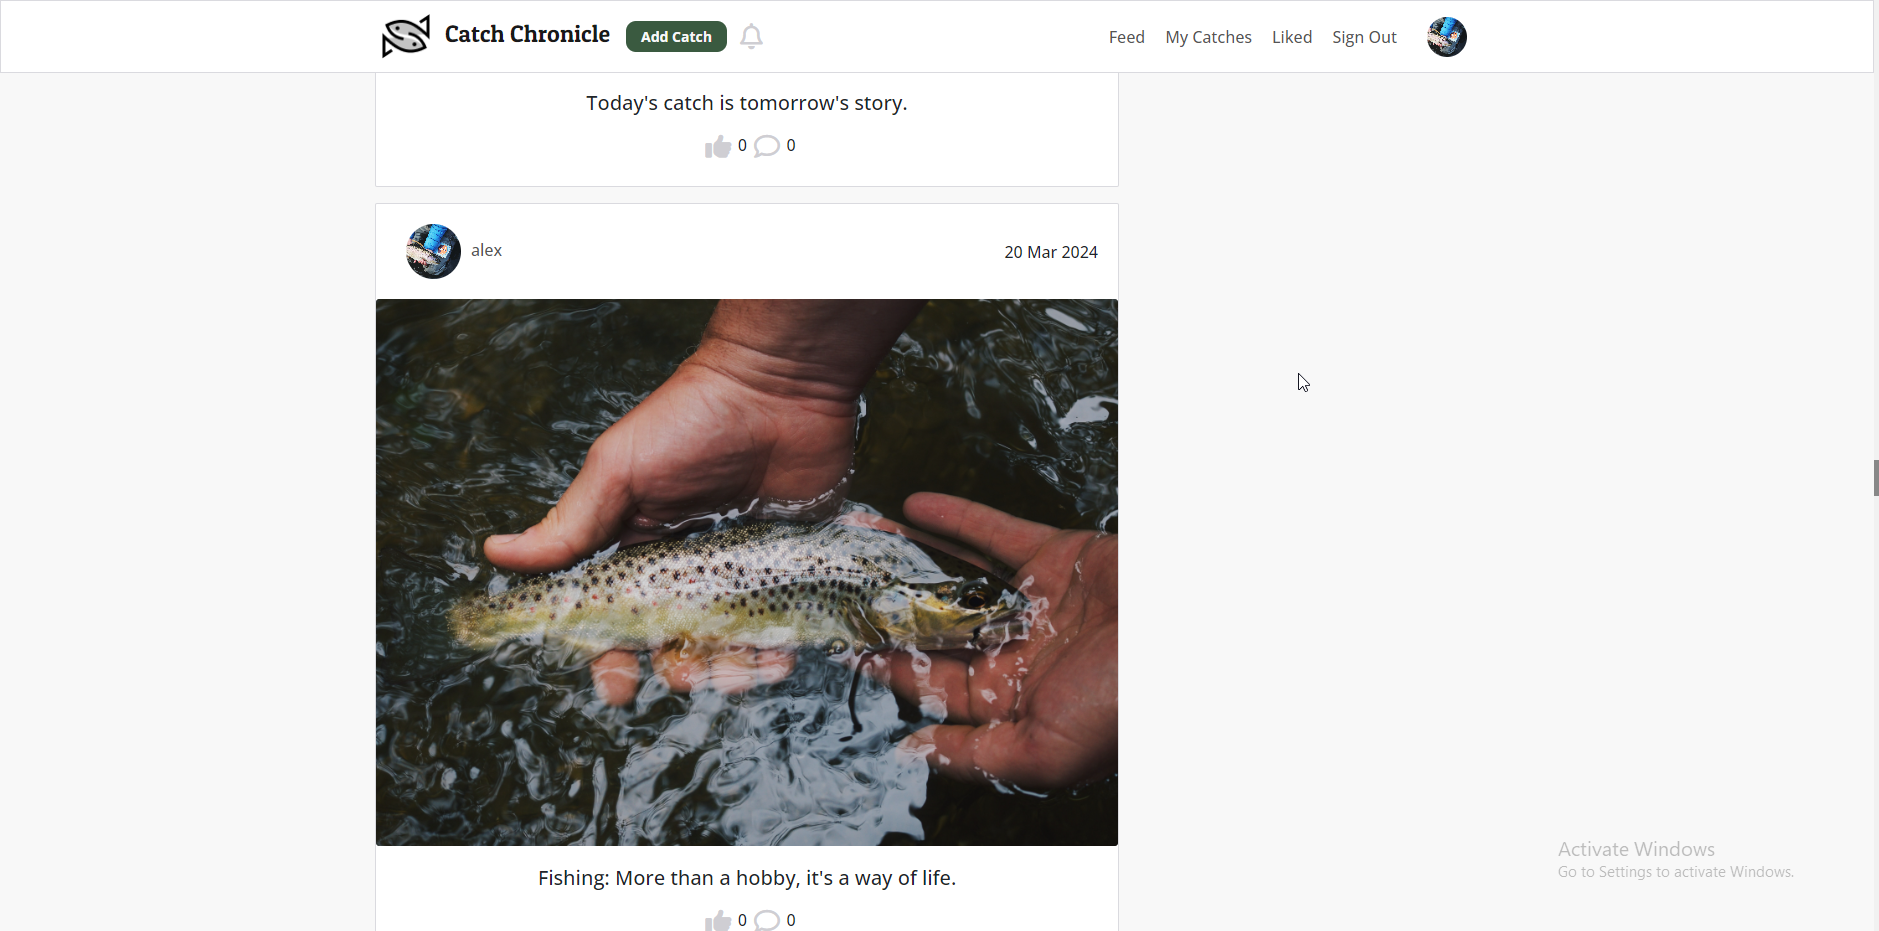 Catch Chronicle
Add Catch
Feed
My Catches
Liked
Sign Out
Today's catch is tomorrow's story.
0 0
alex
20 Mar 2024
Fishing: More than a hobby, it's a way of life.
0 0
Activate Windows
Go to Settings to activate Windows.